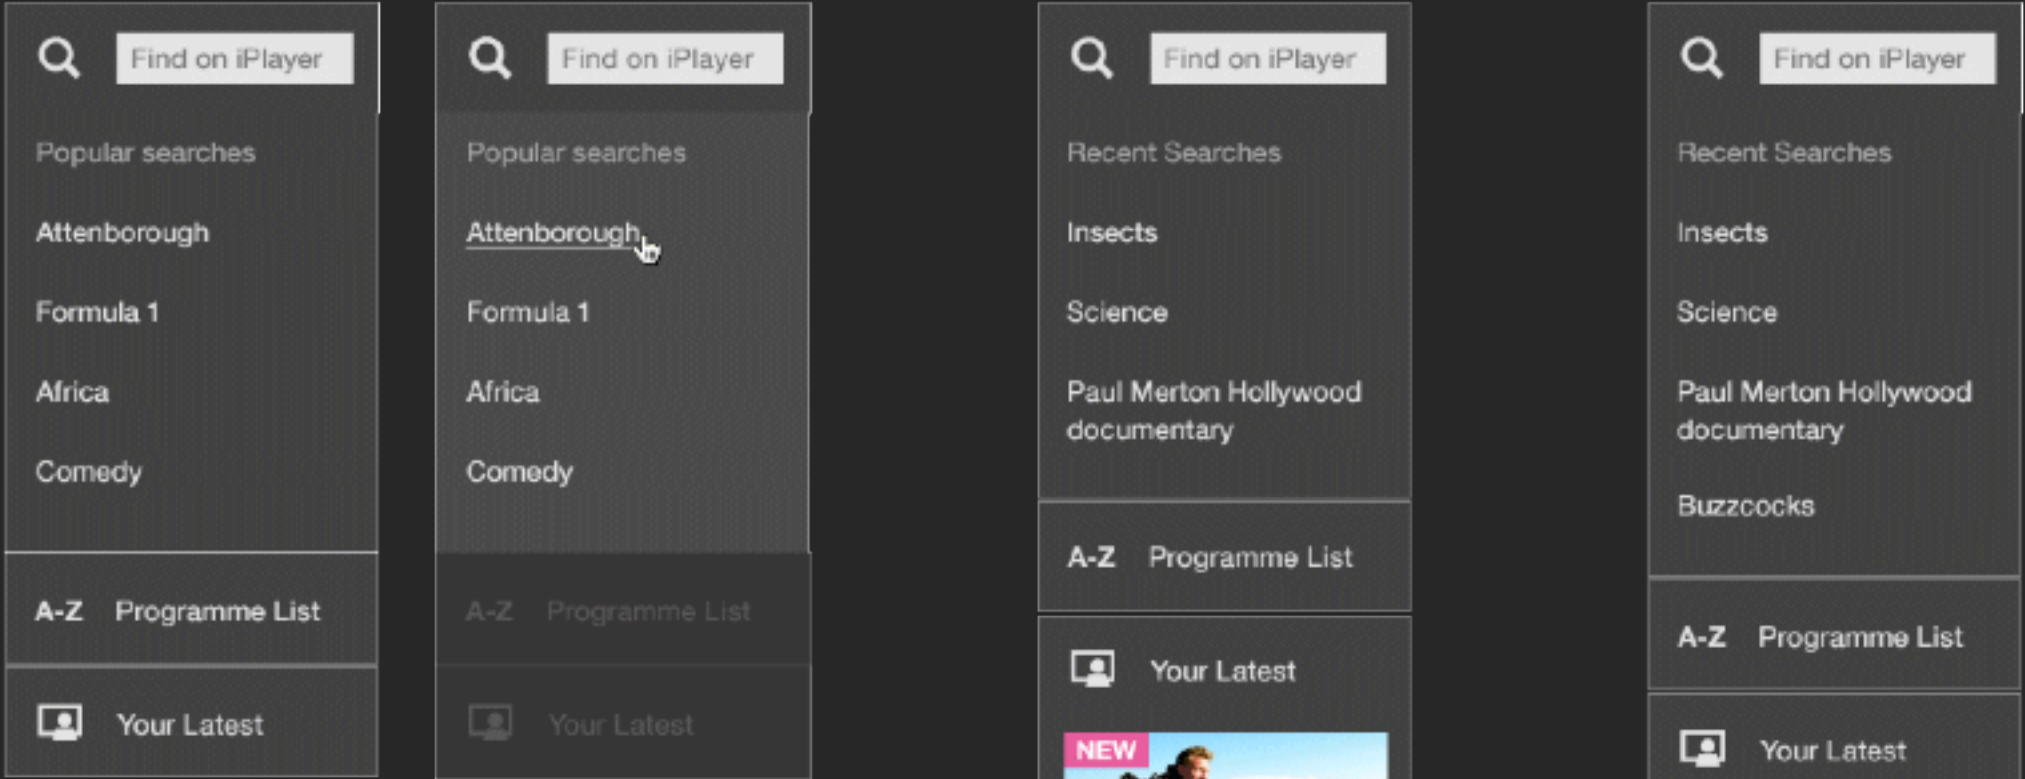 Find on iPlayer
Popular searches
Attenborough
Formula 1
Africa
Comedy
A-Z Programme List
Your Latest
Find on iPlayer
Popular searches
Attenborough
Formula 1
Africa
Comedy
A-Z Programme List
Your Latest
Find on iPlayer
Recent Searches
Insects
Science
Paul Merton Hollywood
documentary
A-Z Programme List
Your Latest
NEW
Find on iPlayer
Recent Searches
Insects
Science
Paul Merton Hollywood
documentary
Buzzcocks
A-Z Programme List
Your Latest